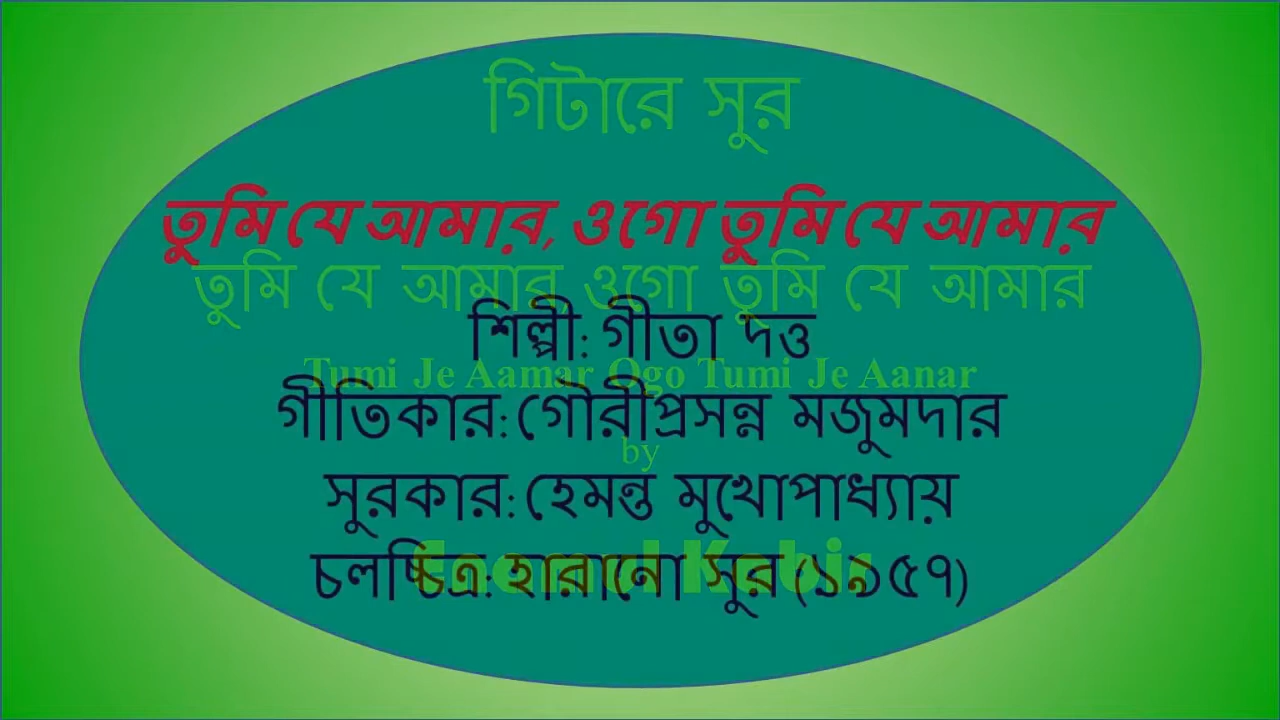 গিটারে সুর
তুমি যে আমার, ওগো তুমি যে আমার
তুমি যে আমার,ওগো তুমি যে আমার
শিল্পী: গীতা দত্ত
Tumi Je Aamar Ogo Tumi Je Aanar
গীতিকার: গৌরীপ্রসন্ন মজুমদার
by
সুরকার: হেমন্ত মুখোপাধ্যায়
Kabir
চলচ্চিত্র: হারানো সুর (১৯৫৭)